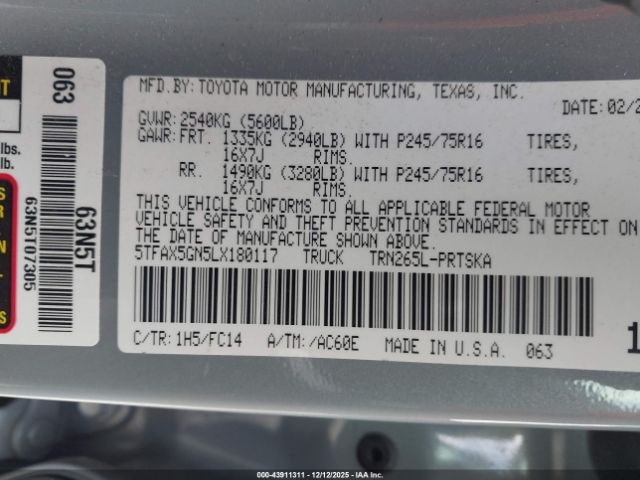 MFD.BY: TOYOTA MOTOR MANUFACTURING, TEXAS, INC.
DATE: 02/2
GVWR: 2540KG (5600LB)
GAWR: FRT. 1335KG (2940LB) WITH P245/75R16 TIRES,
16X7J RIMS.
RR. 1490KG (3280LB) WITH P245/75R16 TIRES,
16X7J RIMS.
THIS VEHICLE CONFORMS TO ALL APPLICABLE FEDERAL MOTOR
VEHICLE SAFETY AND THEFT PREVENTION STANDARDS IN EFFECT ON
THE DATE OF MANUFACTURE SHOWN ABOVE.
5TFAX5GN5LX180117 TRUCK TRN265L-PRTSKA
C/TR: 1H5/FC14 A/TM: /AC60E MADE IN U.S.A. 063
1
063
63N5T
63N5T07305
lbs.
lb.
000-43911311 - 12/12/2025 - IAAI.COM